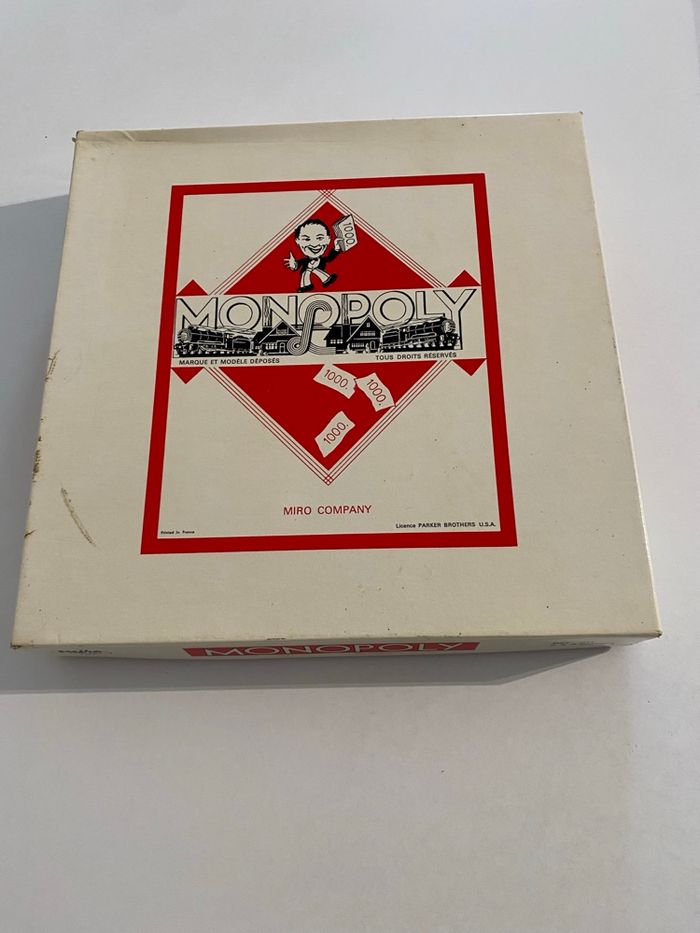 000
MONOPOLY
MARQUE ET MODÈLE DÉPOSÉS
TOUS DROITS RÉSERVÉS
1000.
1000.
1000.
MIRO COMPANY
Printed in France
Licence PARKER BROTHERS U.S.A.
MONOPOLY